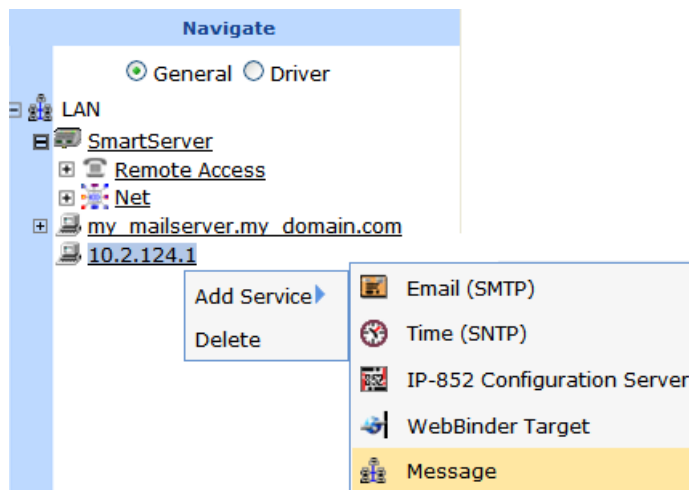 Navigate
General Driver
LAN
SmartServer
Remote Access
Net
my_mailserver.my_domain.com
10.2.124.1
Add Service
Delete
Email (SMTP)
Time (SNTP)
IP-852 Configuration Server
WebBinder Target
Message